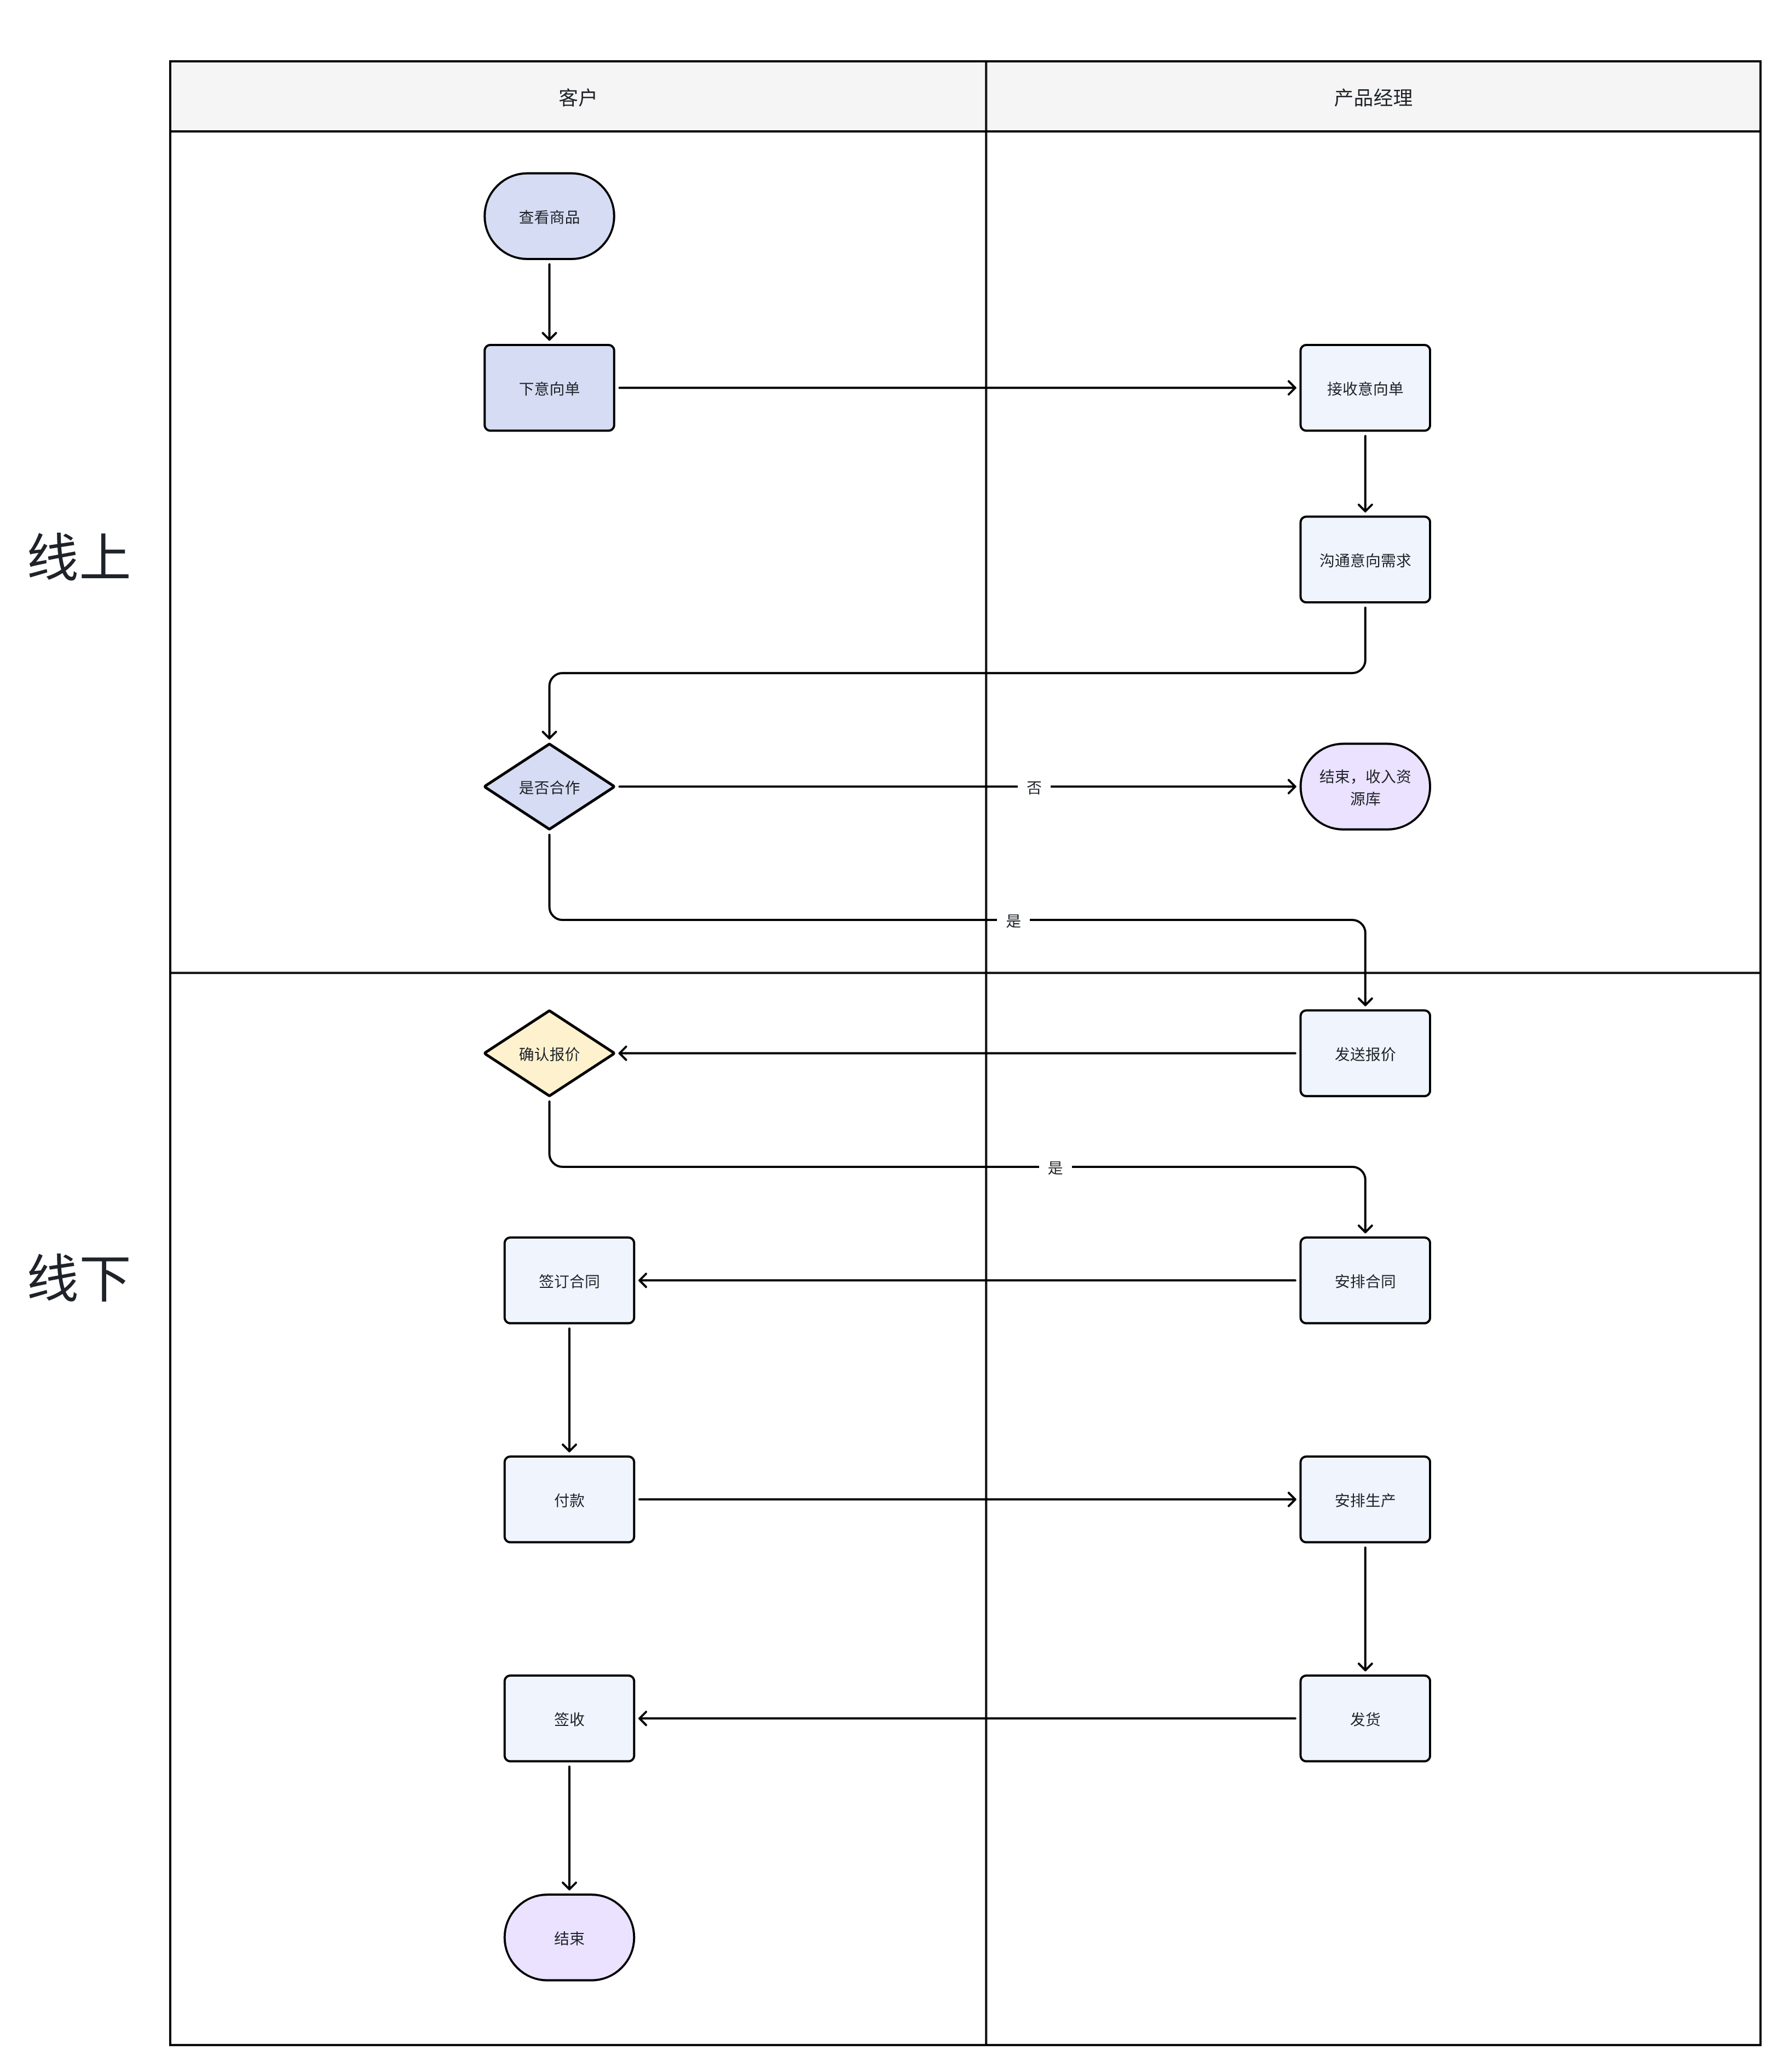 客户
产品经理
查看商品
下意向单
接收意向单
线上
沟通意向需求
是否合作
否
结束，收入资
源库
是
确认报价
发送报价
是
线下
签订合同
安排合同
付款
安排生产
签收
发货
结束